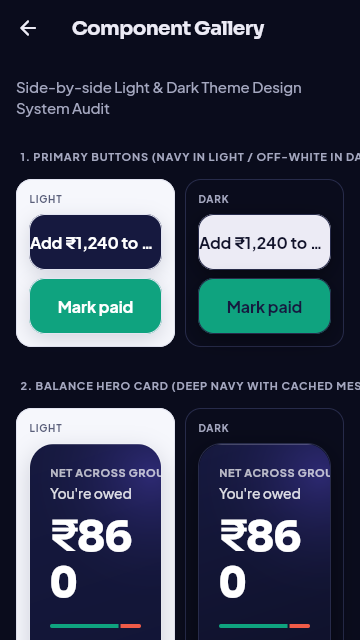 Component Gallery
Side-by-side Light & Dark Theme Design
System Audit
1. PRIMARY BUTTONS (NAVY IN LIGHT / OFF-WHITE IN DA
LIGHT
Add ₹1,240 to ...
Mark paid
DARK
Add ₹1,240 to ...
Mark paid
2. BALANCE HERO CARD (DEEP NAVY WITH CACHED MES
LIGHT
NET ACROSS GROU
You're owed
₹86
0
DARK
NET ACROSS GROU
You're owed
₹86
0